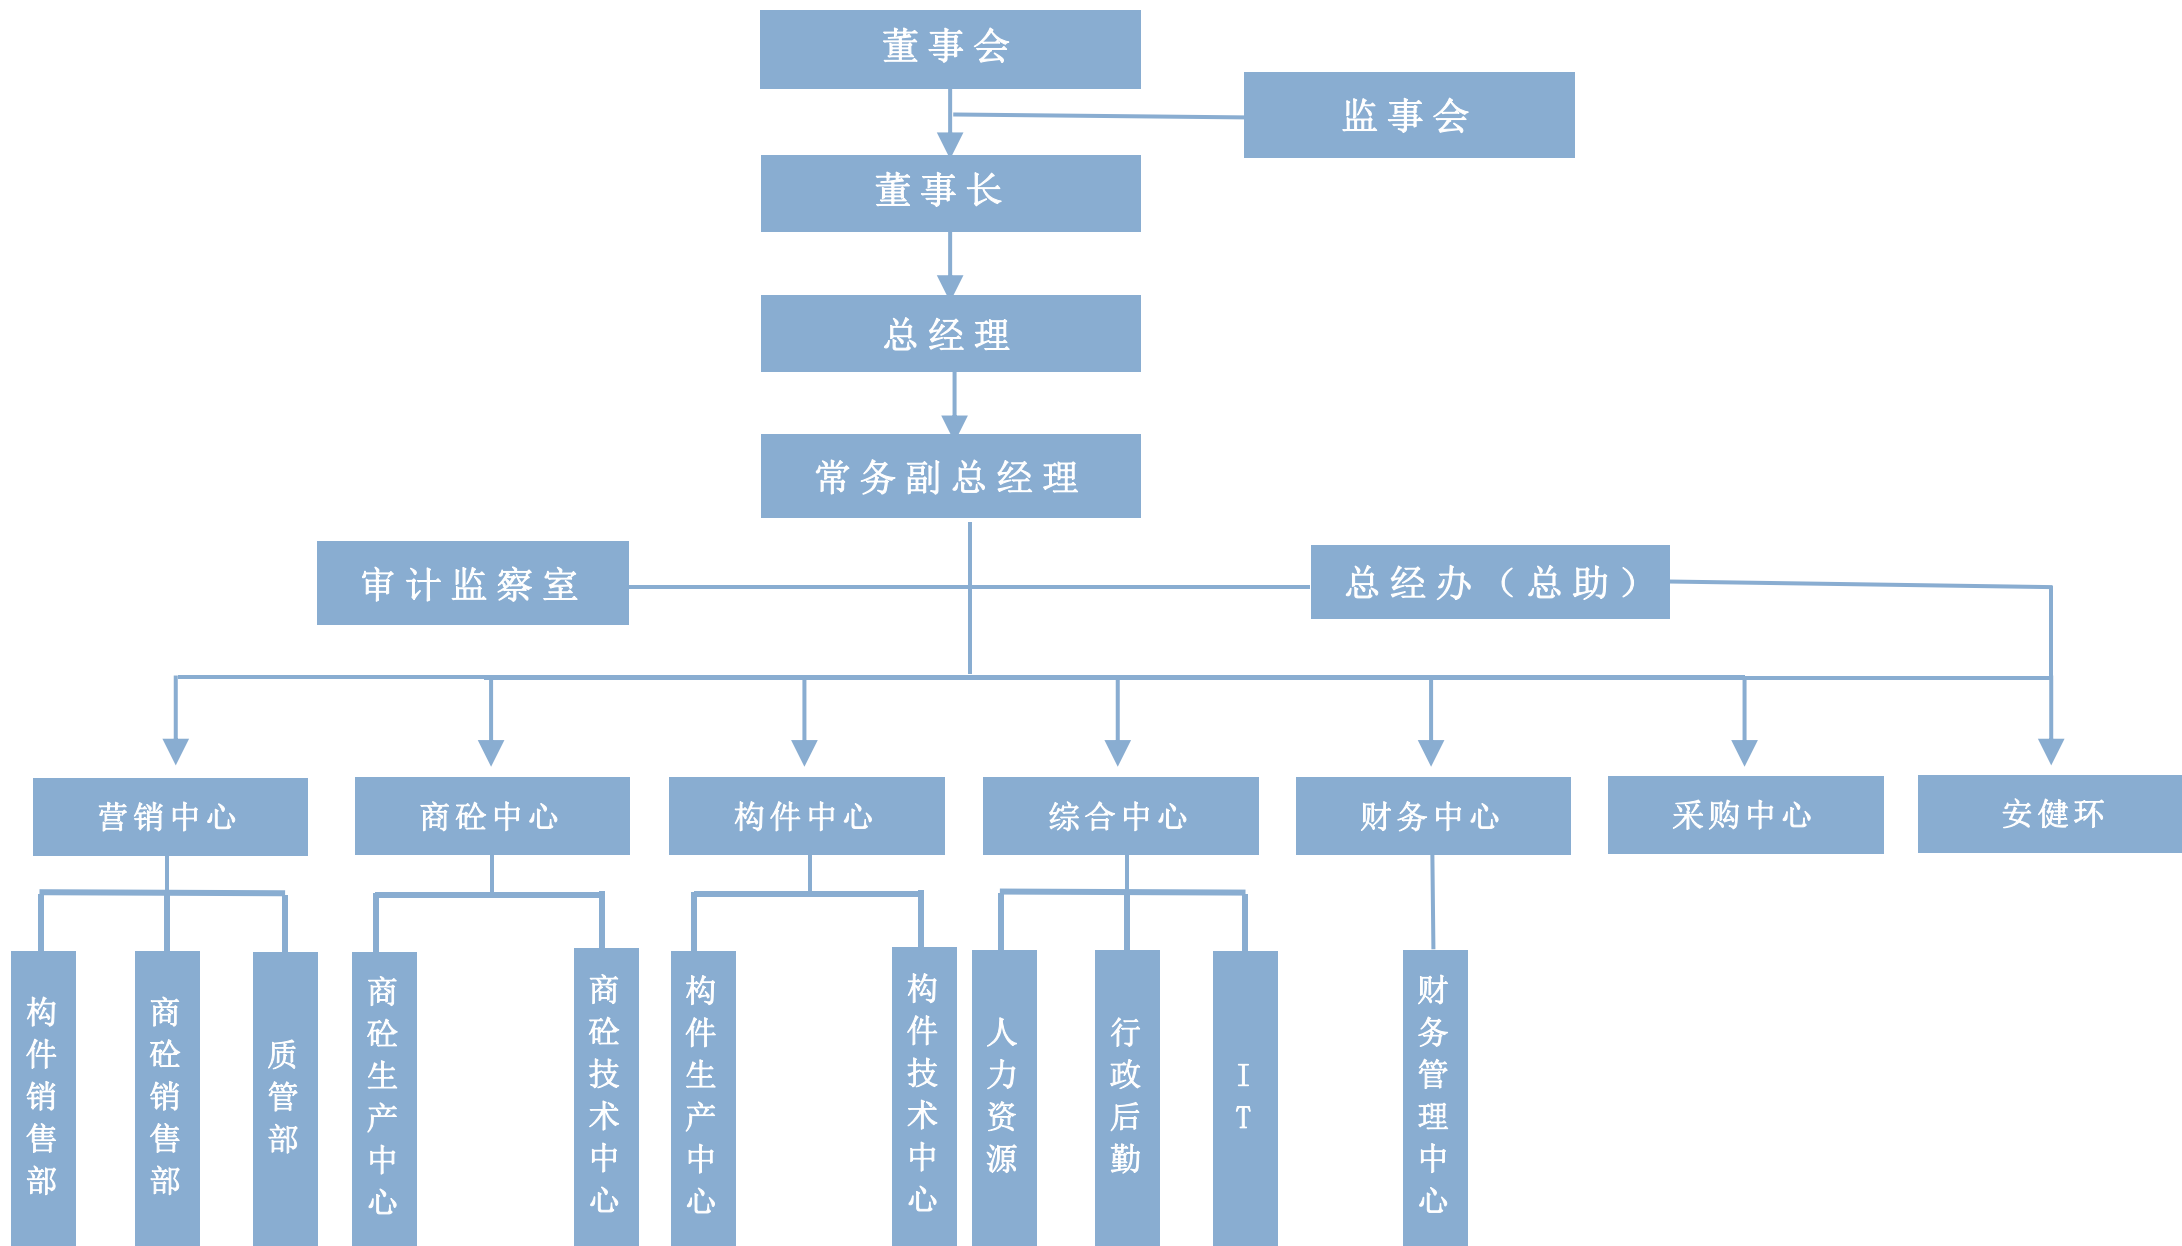 董事会
监事会
董事长
总经理
常务副总经理
审计监察室
总经办（总助）
营销中心
商砼中心
构件中心
综合中心
财务中心
采购中心
安健环
构件销售部
商砼销售部
质管部
商砼生产中心
商砼技术中心
构件生产中心
构件技术中心
人力资源
行政后勤
IT
财务管理中心